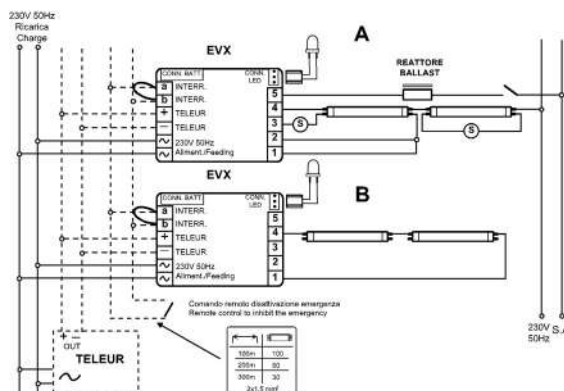 230V 50Hz
Ricarica
Charge
EVX
A
CONN. BATT.
CONN.
LED
REATTORE
BALLAST
a INTERR.
b INTERR.
+ TELEUR
— TELEUR
230V 50Hz
Aliment./Feeding
5
4
3
2
1
S
S
EVX
B
CONN. BATT.
CONN.
LED
a INTERR.
b INTERR.
+ TELEUR
— TELEUR.
230V 50Hz
Aliment./Feeding
5
4
3
2
1
Comando remoto disattivazione emergenza
Remote control to inhibit the emergency
+ —
OUT
TELEUR
100
300m 30
2x1,5 mm²
230V
50Hz
S.A